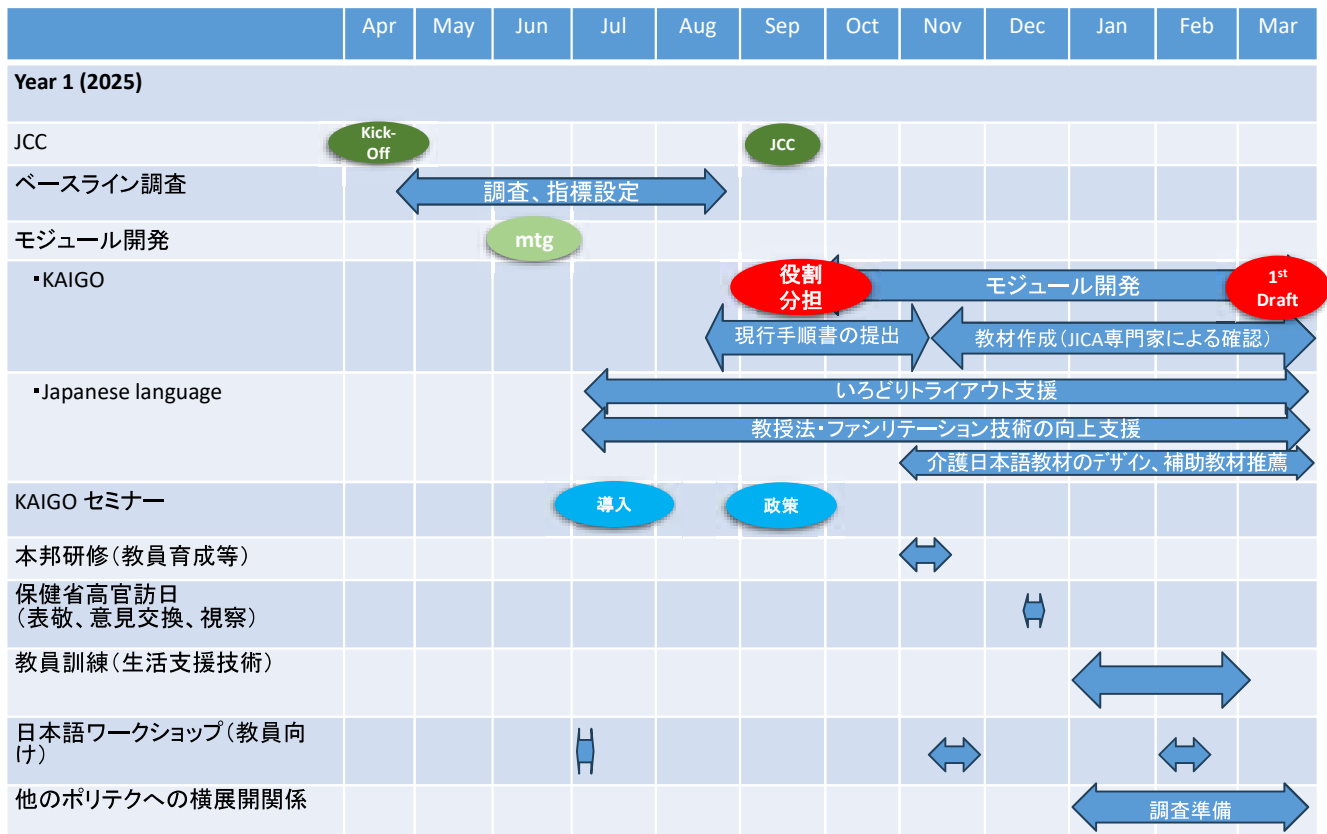 Apr May Jun Jul Aug Sep Oct Nov Dec Jan Feb Mar
Year 1 (2025)
JCC
Kick-
Off
JCC
ベースライン調査
調査、指標設定
モジュール開発
mtg
・KAIGO
役割
分担
モジュール開発
1st
Draft
現行手順書の提出
教材作成(JICA専門家による確認)
・Japanese language
いろどりトライアウト支援
教授法・ファシリテーション技術の向上支援
介護日本語教材のデザイン、補助教材推薦
KAIGO セミナー
導入
政策
本邦研修(教員育成等)
保健省高官訪日
(表敬、意見交換、視察)
教員訓練(生活支援技術)
日本語ワークショップ(教員向
け)
他のポリテクへの横展開関係
調査準備